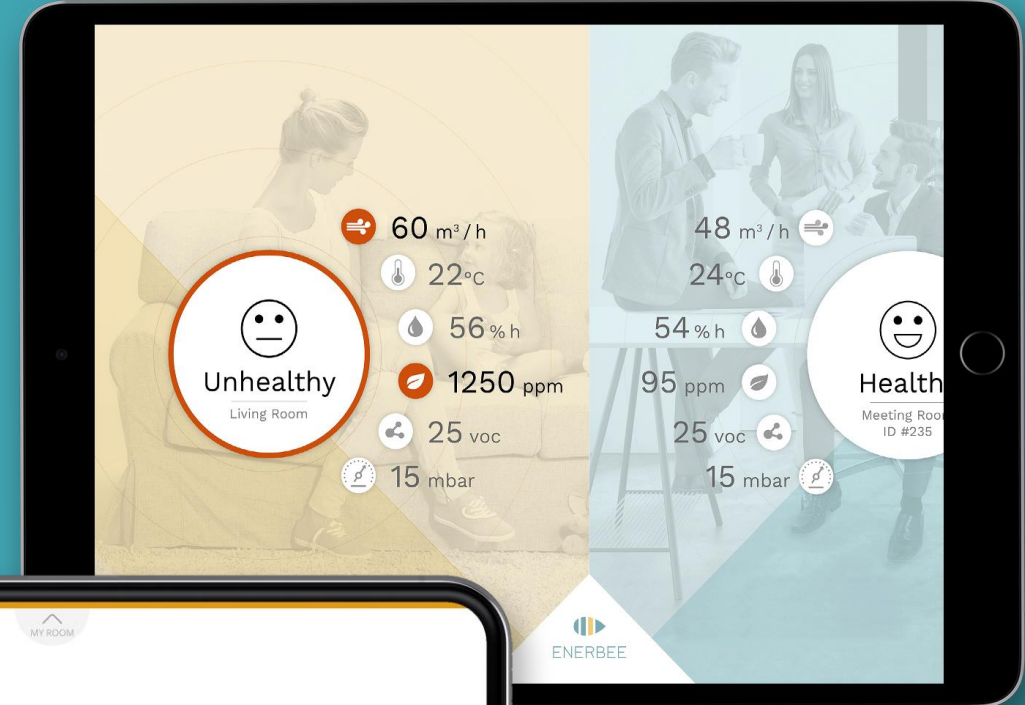 60 m³/h
22°C
56 % h
1250 ppm
25 voc
15 mbar
Unhealthy
Living Room
48 m³/h
24°C
54 % h
95 ppm
25 voc
15 mbar
Health
Meeting Roo
ID #235
ENERBEE
MY ROOM